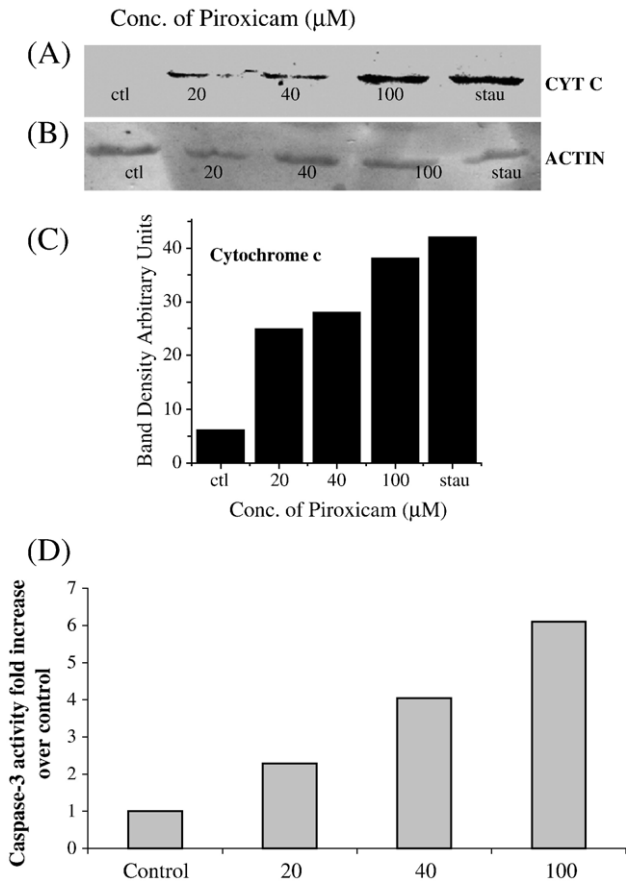 Conc. of Piroxicam (μM)
(A)
ctl 20 40 100 stau
CYT C
(B)
ctl 20 40 100 stau
ACTIN
(C)
Cytochrome c
Band Density Arbitrary Units
40
30
20
10
0
ctl 20 40 100 stau
Conc. of Piroxicam (μM)
(D)
Caspase-3 activity fold increase
over control
7
6
5
4
3
2
1
0
Control 20 40 100